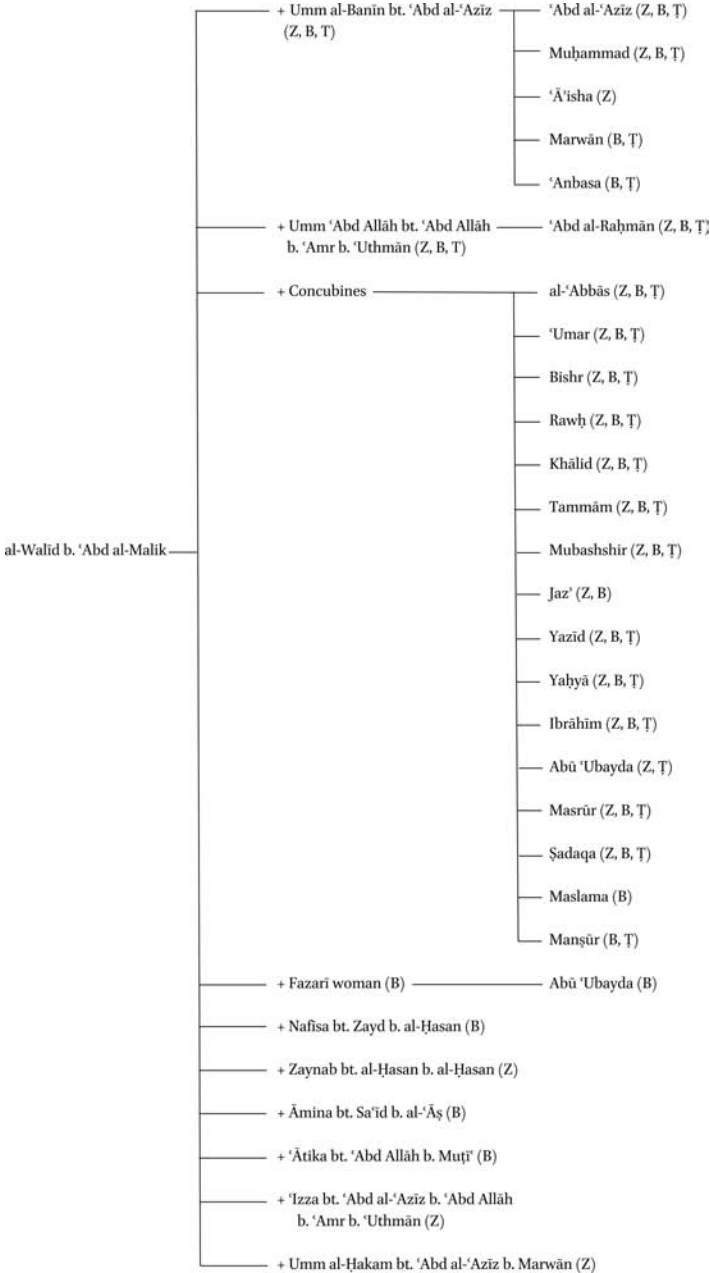 + Umm al-Banīn bt. ʿAbd al-ʿAzīz
(Z, B, T)
ʿAbd al-ʿAzīz (Z, B, Ṭ)
Muḥammad (Z, B, Ṭ)
ʿĀʾisha (Z)
Marwān (B, Ṭ)
ʿAnbasa (B, Ṭ)
+ Umm ʿAbd Allāh bt. ʿAbd Allāh
b. ʿAmr b. ʿUthmān (Z, B, T)
ʿAbd al-Raḥmān (Z, B, Ṭ)
+ Concubines
al-ʿAbbās (Z, B, Ṭ)
ʿUmar (Z, B, Ṭ)
Bishr (Z, B, Ṭ)
Rawḥ (Z, B, Ṭ)
Khālid (Z, B, Ṭ)
Tammām (Z, B, Ṭ)
al-Walīd b. ʿAbd al-Malik
Mubashshir (Z, B, Ṭ)
Jazʾ (Z, B)
Yazīd (Z, B, Ṭ)
Yaḥyā (Z, B, Ṭ)
Ibrāhīm (Z, B, Ṭ)
Abū ʿUbayda (Z, Ṭ)
Masrūr (Z, B, Ṭ)
Ṣadaqa (Z, B, Ṭ)
Maslama (B)
Manṣūr (B, Ṭ)
+ Fazarī woman (B)
Abū ʿUbayda (B)
+ Nafīsa bt. Zayd b. al-Ḥasan (B)
+ Zaynab bt. al-Ḥasan b. al-Ḥasan (Z)
+ Āmina bt. Saʿīd b. al-ʿĀṣ (B)
+ ʿĀtika bt. ʿAbd Allāh b. Muṭīʿ (B)
+ ʿIzza bt. ʿAbd al-ʿAzīz b. ʿAbd Allāh
b. ʿAmr b. ʿUthmān (Z)
+ Umm al-Ḥakam bt. ʿAbd al-ʿAzīz b. Marwān (Z)